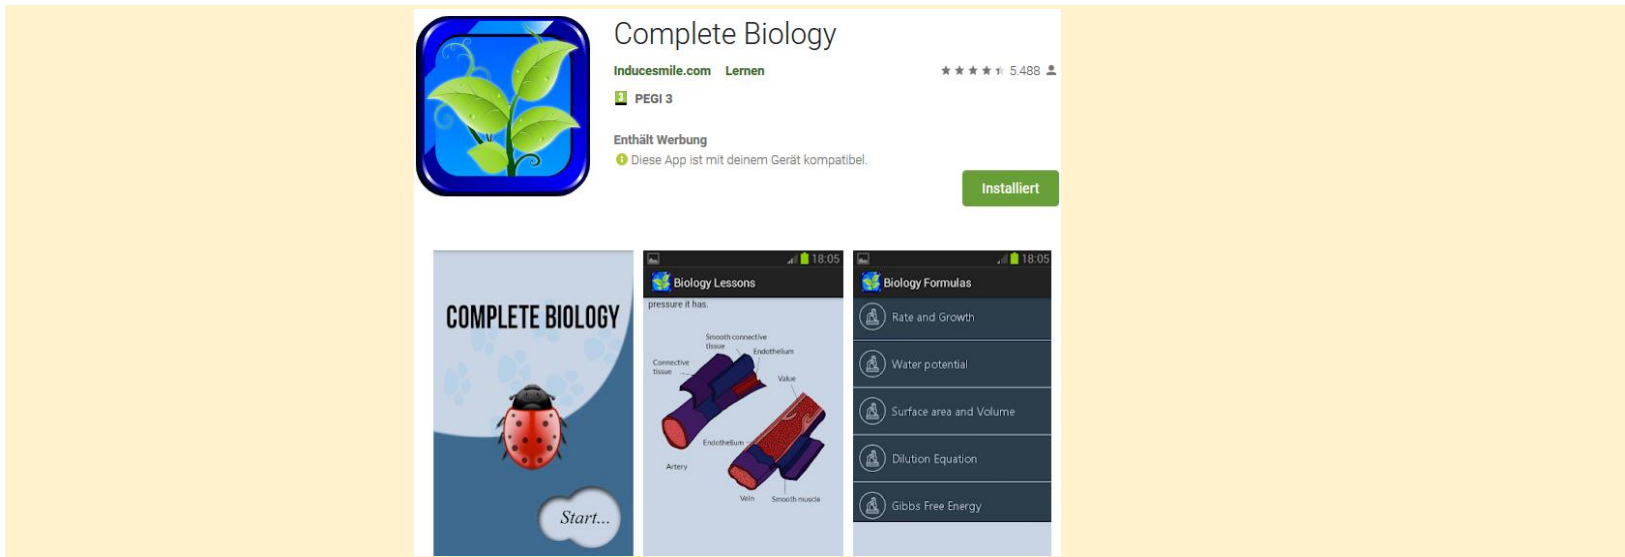 Complete Biology
Inducesmile.com Lernen
5.488
3 PEGI 3
Enthält Werbung
Diese App ist mit deinem Gerät kompatibel.
Installiert
COMPLETE BIOLOGY
Start...
18:05
Biology Lessons
pressure it has.
Smooth connective
tissue
Endothelium
Connective
tissue
Value
Endothelium
Artery
Vein
Smooth muscle
18:05
Biology Formulas
Rate and Growth
Water potential
Surface area and Volume
Dilution Equation
Gibbs Free Energy